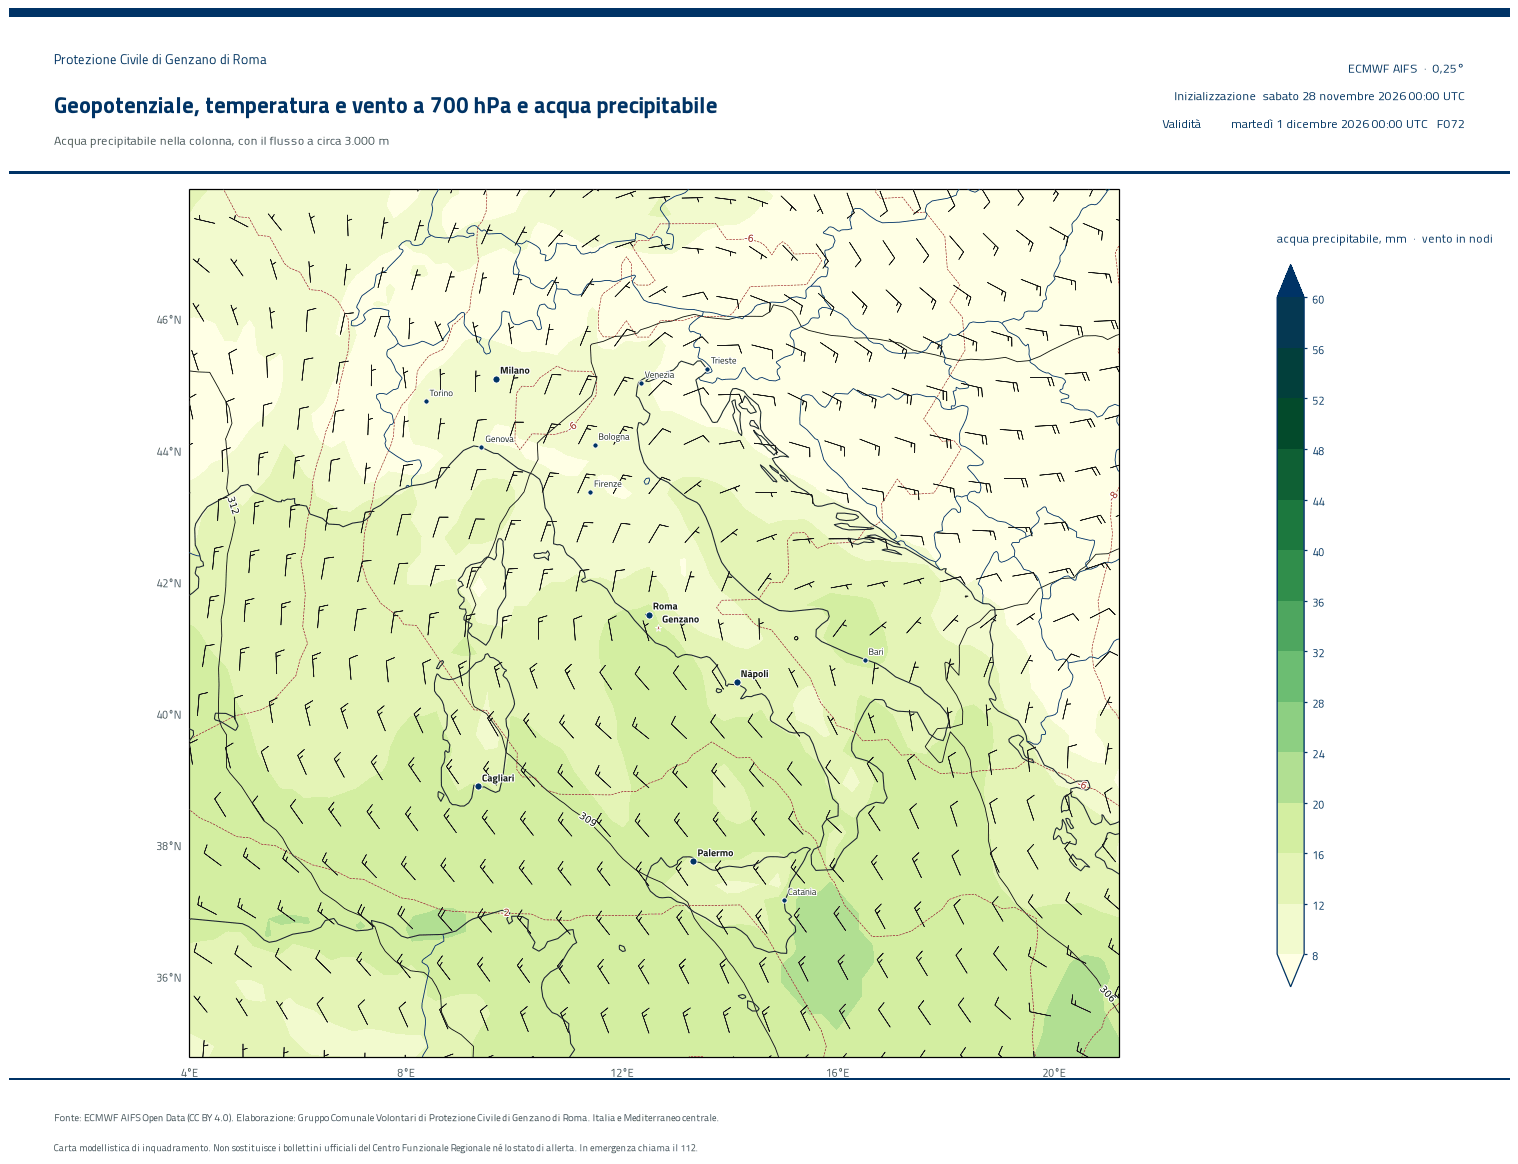 Protezione Civile di Genzano di Roma
Geopotenziale, temperatura e vento a 700 hPa e acqua precipitabile
Acqua precipitabile nella colonna, con il flusso a circa 3.000 m
ECMWF AIFS · 0,25°
Inizializzazione sabato 28 novembre 2026 00:00 UTC
Validità martedì 1 dicembre 2026 00:00 UTC F072
acqua precipitabile, mm · vento in nodi
60
56
52
48
44
40
36
32
28
24
20
16
12
8
46°N
44°N
42°N
40°N
38°N
36°N
4°E
8°E
12°E
16°E
20°E
-6
Trieste
Milano
Venezia
Torino
-6
Genova
Bologna
Firenze
312
-8
Roma
Genzano
Bari
Napoli
Cagliari
-6
309
Palermo
Catania
-2
306
Fonte: ECMWF AIFS Open Data (CC BY 4.0). Elaborazione: Gruppo Comunale Volontari di Protezione Civile di Genzano di Roma. Italia e Mediterraneo centrale.
Carta modellistica di inquadramento. Non sostituisce i bollettini ufficiali del Centro Funzionale Regionale né lo stato di allerta. In emergenza chiama il 112.